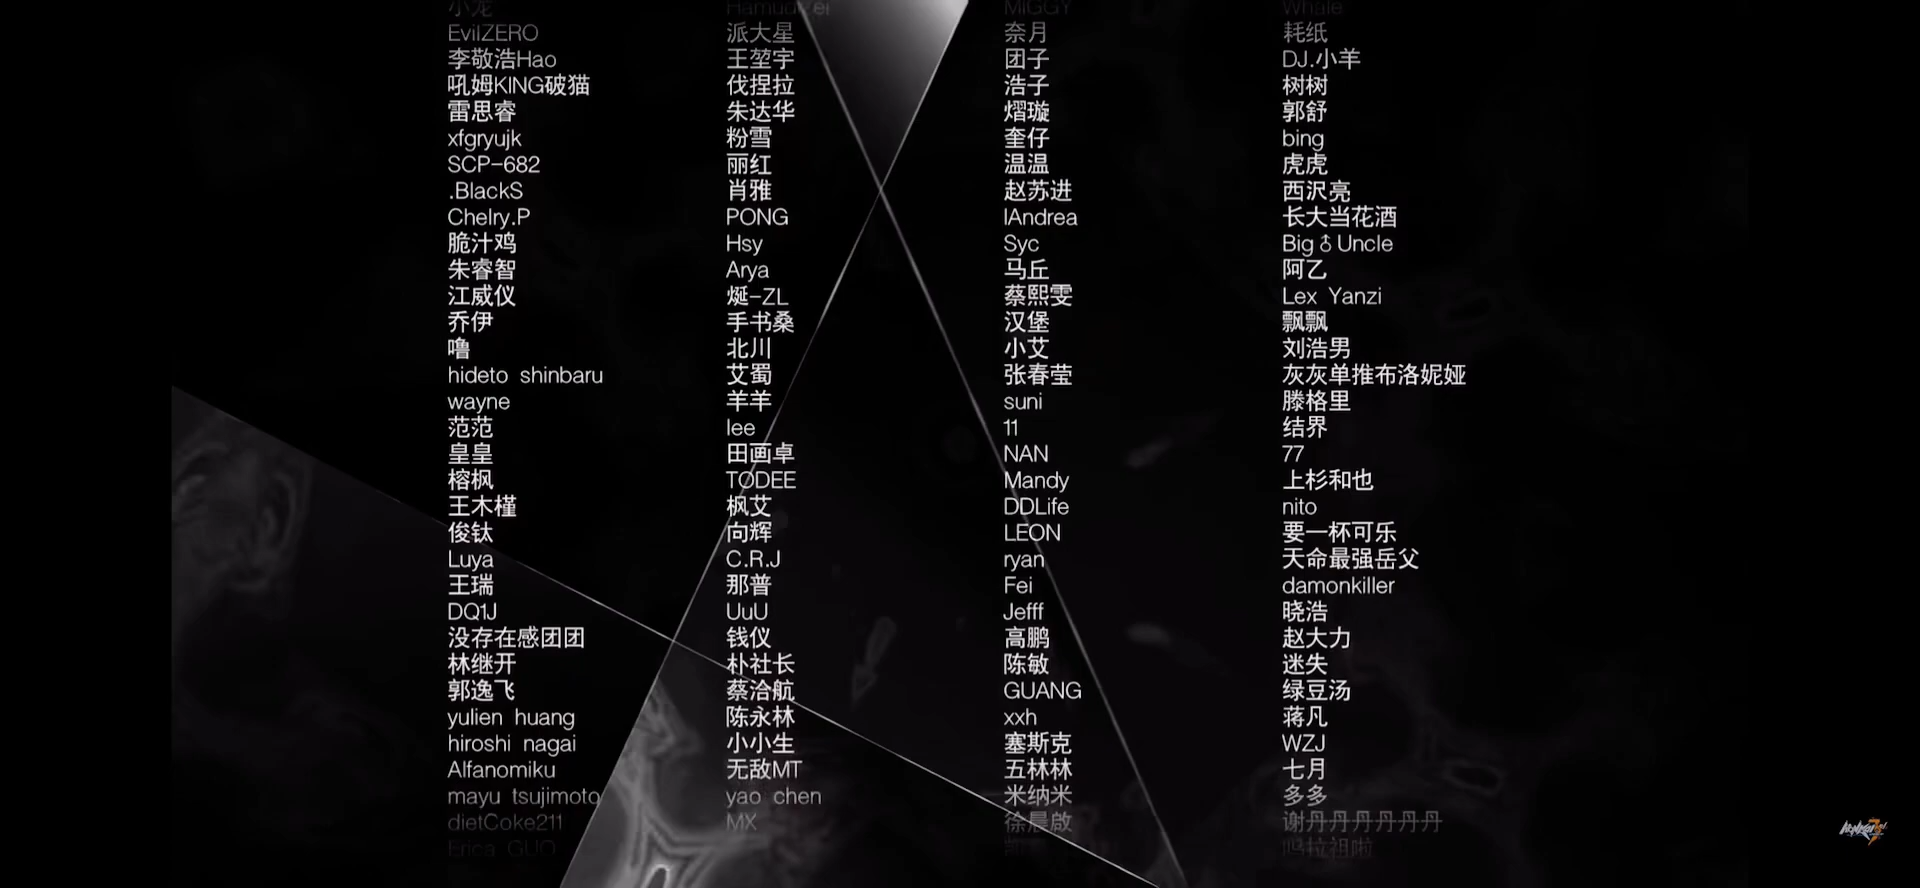 小龙
EvilZERO
李敬浩Hao
吼姆KING破猫
雷思睿
xfgryujk
SCP-682
.BlackS
Chelry.P
脆汁鸡
朱睿智
江威仪
乔伊
噜
hideto shinbaru
wayne
范范
皇皇
榕枫
王木槿
俊钛
Luya
王瑞
DQ1J
没存在感团团
林继开
郭逸飞
yulien huang
hiroshi nagai
Alfanomiku
mayu tsujimoto
dietCoke211
Erica GUO
派大星
王堃宇
伐捏拉
朱达华
粉雪
丽红
肖雅
PONG
Hsy
Arya
烻-ZL
手书桑
北川
艾蜀
羊羊
lee
田画卓
TODEE
枫艾
向辉
C.R.J
那普
UuU
钱仪
朴社长
蔡洽航
陈永林
小小生
无敌MT
yao chen
MX
MIGGY
奈月
团子
浩子
熠璇
奎仔
温温
赵苏进
IAndrea
Syc
马丘
蔡熙雯
汉堡
小艾
张春莹
suni
11
NAN
Mandy
DDLife
LEON
ryan
Fei
Jefff
高鹏
陈敏
GUANG
xxh
塞斯克
五林林
米纳米
徐晨啟
Whale
耗纸
DJ.小羊
树树
郭舒
bing
虎虎
西沢亮
长大当花酒
Big♂Uncle
阿乙
Lex Yanzi
飘飘
刘浩男
灰灰单推布洛妮娅
滕格里
结界
77
上杉和也
nito
要一杯可乐
天命最强岳父
damonkiller
晓浩
赵大力
迷失
绿豆汤
蒋凡
WZJ
七月
多多
谢丹丹丹丹丹丹